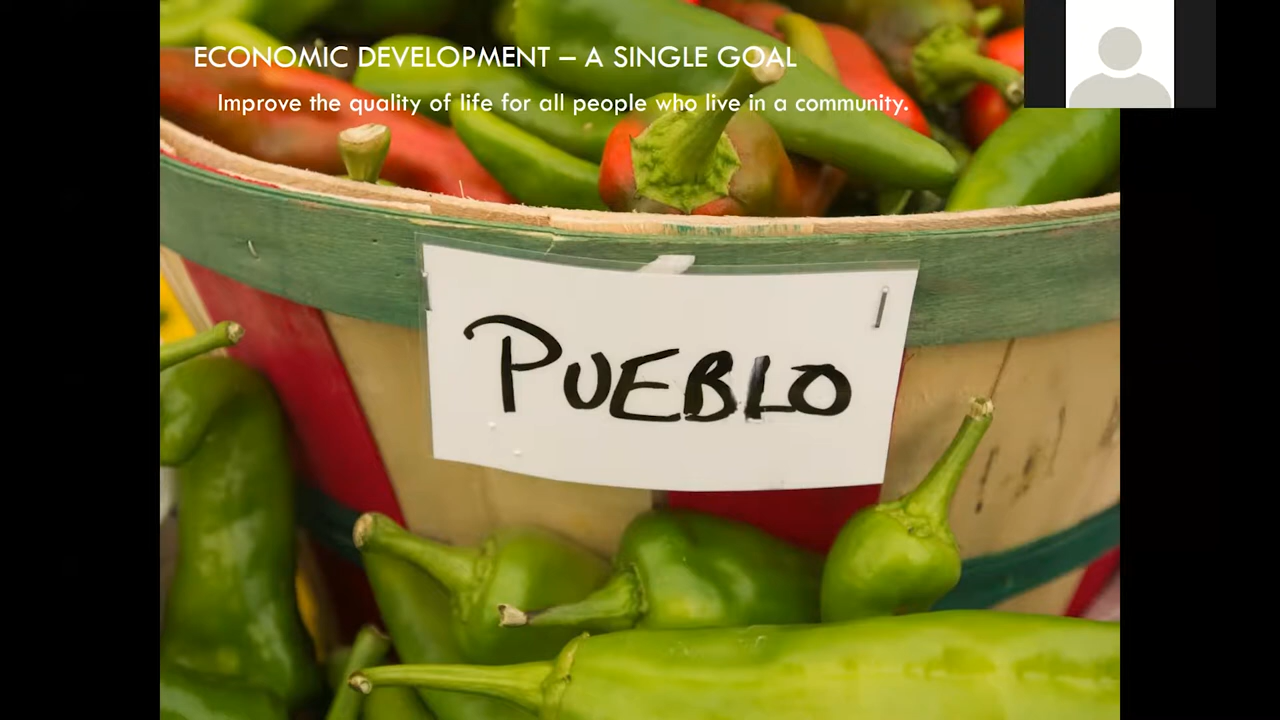 ECONOMIC DEVELOPMENT – A SINGLE GOAL
Improve the quality of life for all people who live in a community.
PUEBLO